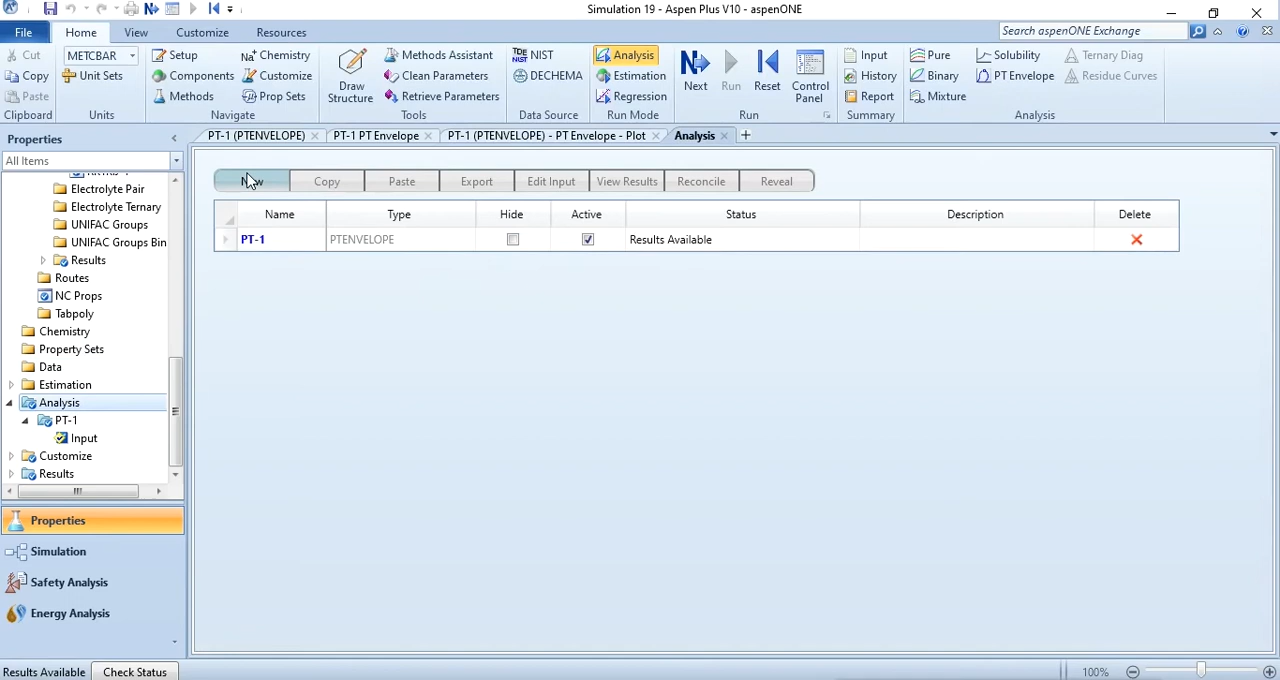 Simulation 19 - Aspen Plus V10 - aspenONE
File Home View Customize Resources Search aspenONE Exchange
Cut METCBAR Setup Chemistry Methods Assistant NIST Analysis Input Pure Solubility Ternary Diag
Copy Unit Sets Components Customize Draw Structure Clean Parameters DECHEMA Estimation Next Run Reset Control Panel History Binary PT Envelope Residue Curves
Paste Methods Prop Sets Retrieve Parameters Regression Report Mixture
Clipboard Units Navigate Tools Data Source Run Mode Run Summary Analysis
Properties
PT-1 (PTENVELOPE) PT-1 PT Envelope PT-1 (PTENVELOPE) - PT Envelope - Plot Analysis
All Items
Electrolyte Pair
Electrolyte Ternary
UNIFAC Groups
UNIFAC Groups Bin
Results
Routes
NC Props
Tabpoly
Chemistry
Property Sets
Data
Estimation
Analysis
PT-1
Input
Customize
Results
Properties
Simulation
Safety Analysis
Energy Analysis
New Copy Paste Export Edit Input View Results Reconcile Reveal
Name Type Hide Active Status Description Delete
PT-1 PTENVELOPE Results Available
Results Available Check Status 100%